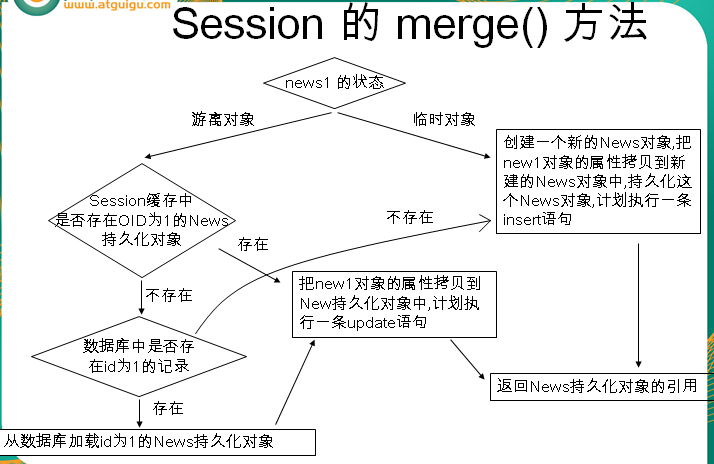 www.atguigu.com
Session 的 merge() 方法
news1 的状态
游离对象
临时对象
创建一个新的News对象,把
new1对象的属性拷贝到新
建的News对象中,持久化这
个News对象,计划执行一条
insert语句
Session缓存中
是否存在OID为1的News
持久化对象
不存在
存在
把new1对象的属性拷贝到
New持久化对象中,计划执
行一条update语句
不存在
数据库中是否存
在id为1的记录
返回News持久化对象的引用
存在
从数据库加载id为1的News持久化对象